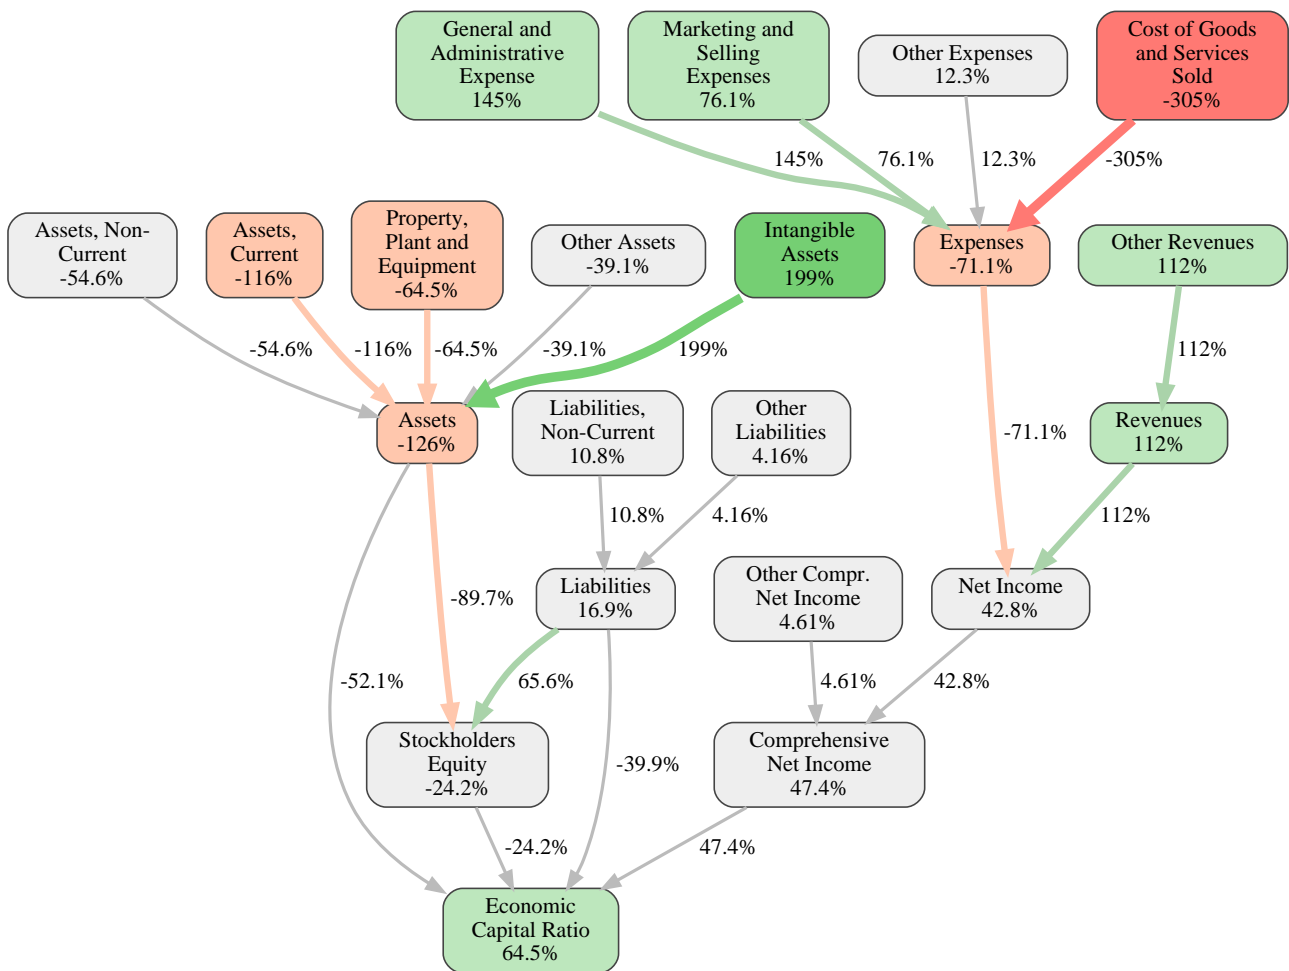 General and
Administrative
Expense
145%
Marketing and
Selling
Expenses
76.1%
Other Expenses
12.3%
Cost of Goods
and Services
Sold
-305%
145%
76.1%
12.3%
-305%
Assets, Non-
Current
-54.6%
Assets,
Current
-116%
Property,
Plant and
Equipment
-64.5%
Other Assets
-39.1%
Intangible
Assets
199%
Expenses
-71.1%
Other Revenues
112%
-54.6%
-116%
-64.5%
-39.1%
199%
-71.1%
112%
Assets
-126%
Liabilities,
Non-Current
10.8%
Other
Liabilities
4.16%
Revenues
112%
10.8%
4.16%
112%
-89.7%
Liabilities
16.9%
Other Compr.
Net Income
4.61%
Net Income
42.8%
-52.1%
65.6%
-39.9%
4.61%
42.8%
Stockholders
Equity
-24.2%
Comprehensive
Net Income
47.4%
-24.2%
47.4%
Economic
Capital Ratio
64.5%